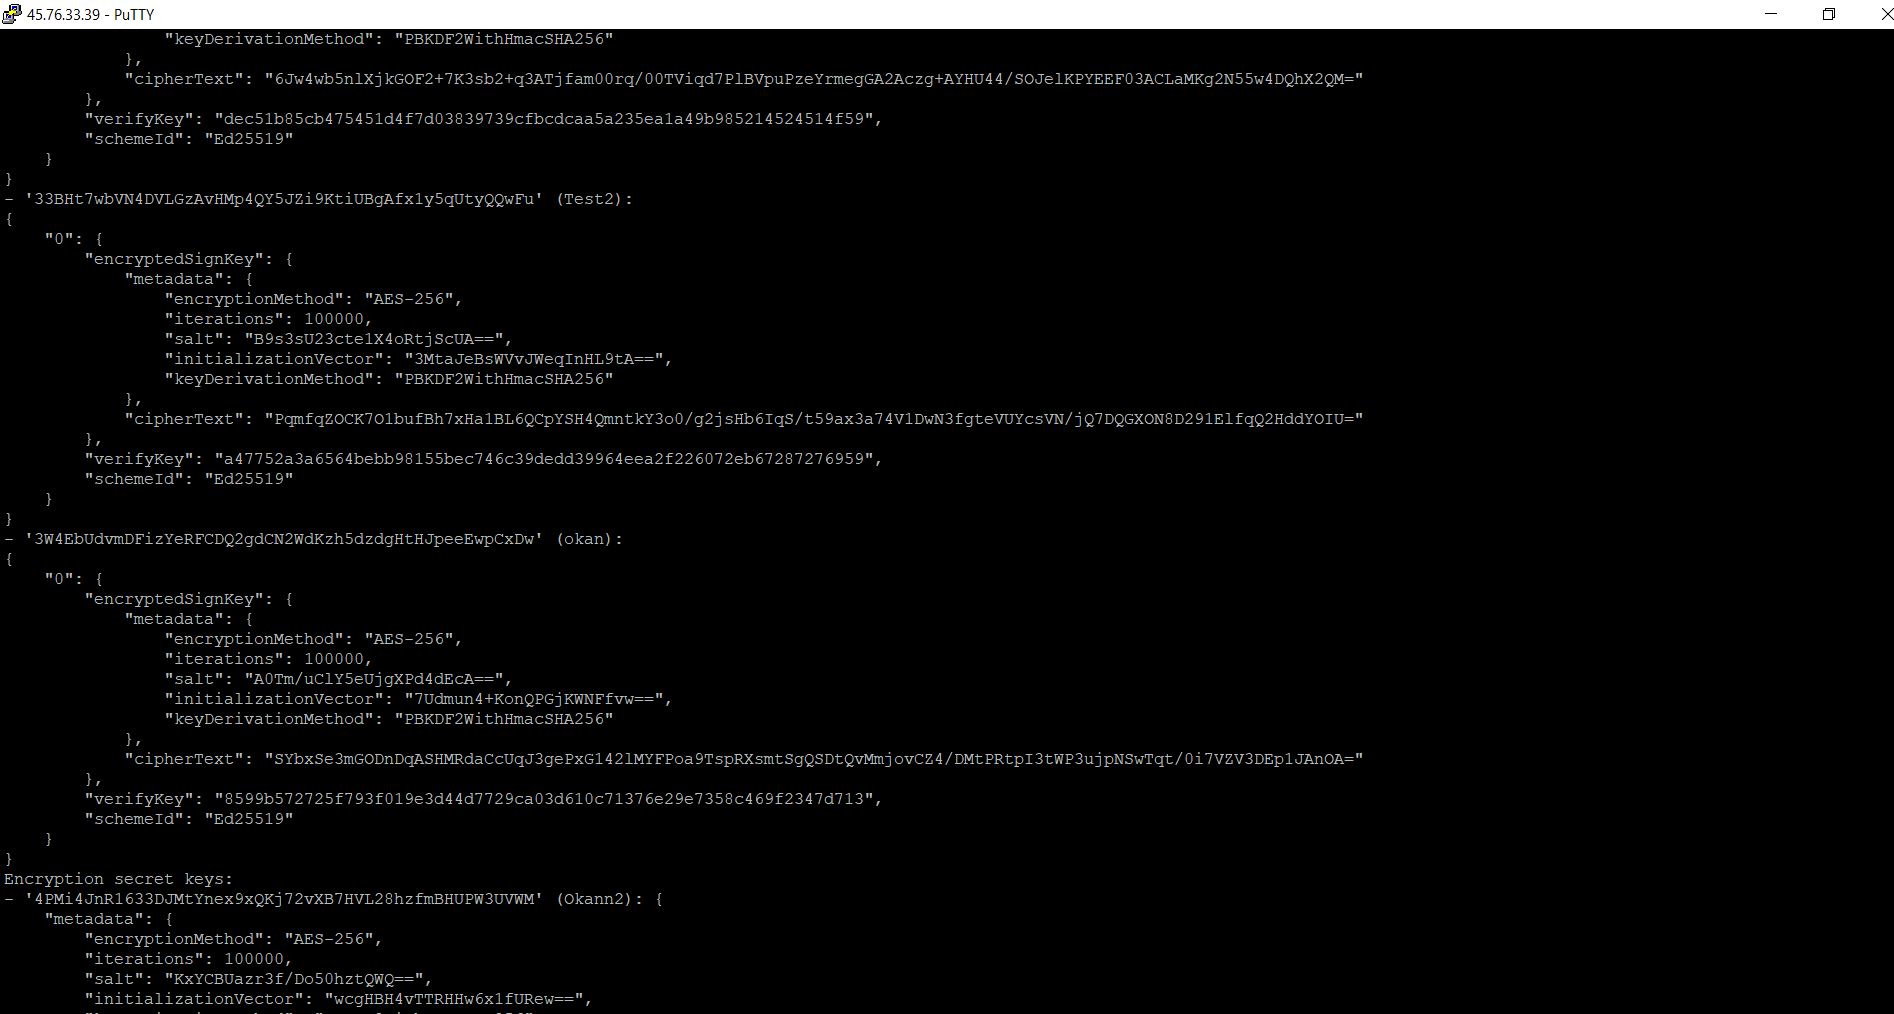 45.76.33.39 - PuTTY
"keyDerivationMethod": "PBKDF2WithHmacSHA256"
},
"cipherText": "6Jw4wb5nlXjkGOF2+7K3sb2+q3ATjfam00rq/00TViqd7PlBVpuPzeYrmegGA2Aczg+AYHU44/SOJelKPYEEF03ACLaMKg2N55w4DQhX2QM="
},
"verifyKey": "dec51b85cb475451d4f7d03839739cfbcdcaa5a235ea1a49b985214524514f59",
"schemeId": "Ed25519"
}
}
- '33BHt7wbVN4DVLGzAvHMp4QY5JZi9KtiUBgAfx1y5qUtyQQwFu' (Test2):
{
"0": {
"encryptedSignKey": {
"metadata": {
"encryptionMethod": "AES-256",
"iterations": 100000,
"salt": "B9s3sU23cte1X4oRtjScUA==",
"initializationVector": "3MtaJeBsWVvJWeqInHL9tA==",
"keyDerivationMethod": "PBKDF2WithHmacSHA256"
},
"cipherText": "PqmfqZOCK7O1bufBh7xHa1BL6QCpYSH4QmntkY3o0/g2jsHb6IqS/t59ax3a74V1DwN3fgteVUYcsVN/jQ7DQGXON8D291ElfqQ2HddYOIU="
},
"verifyKey": "a47752a3a6564bebb98155bec746c39dedd39964eea2f226072eb67287276959",
"schemeId": "Ed25519"
}
}
- '3W4EbUdvmDFizYeRFCDQ2gdCN2WdKzh5dzdgHtHJpeeEwpCxDw' (okan):
{
"0": {
"encryptedSignKey": {
"metadata": {
"encryptionMethod": "AES-256",
"iterations": 100000,
"salt": "A0Tm/uClY5eUjgXPd4dEcA==",
"initializationVector": "7Udmun4+KonQPGjKWNFfvw==",
"keyDerivationMethod": "PBKDF2WithHmacSHA256"
},
"cipherText": "SYbxSe3mGODnDqASHMRdaCcUqJ3gePxG142lMYFPoa9TspRXsmtSgQSDtQvMmjovCZ4/DMtPRtpI3tWP3ujpNSwTqt/0i7VZV3DEp1JAnOA="
},
"verifyKey": "8599b572725f793f019e3d44d7729ca03d610c71376e29e7358c469f2347d713",
"schemeId": "Ed25519"
}
}
Encryption secret keys:
- '4PMi4JnR1633DJMtYnex9xQKj72vXB7HVL28hzfmBHUPW3UVWM' (Okann2): {
"metadata": {
"encryptionMethod": "AES-256",
"iterations": 100000,
"salt": "KxYCBUazr3f/Do50hztQWQ==",
"initializationVector": "wcgHBH4vTTRHHw6x1fURew==",